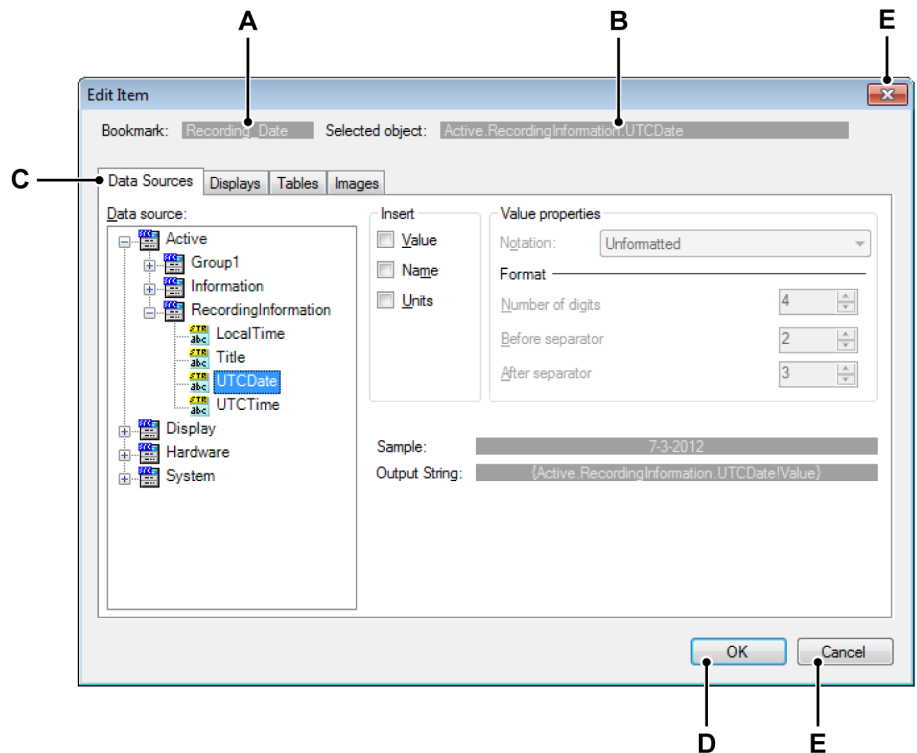 A B E
Edit Item
Bookmark: Recording_Date Selected object: Active.RecordingInformation.UTCDate
C
Data Sources Displays Tables Images
Data source: Insert Value properties
Active Value Notation: Unformatted
Group1 Name Format
Information Units Number of digits 4
RecordingInformation Before separator 2
LocalTime After separator 3
Title
UTCDate
UTCTime
Display
Hardware Sample: 7-3-2012
System Output String: {Active.RecordingInformation.UTCDate!Value}
OK Cancel
D E